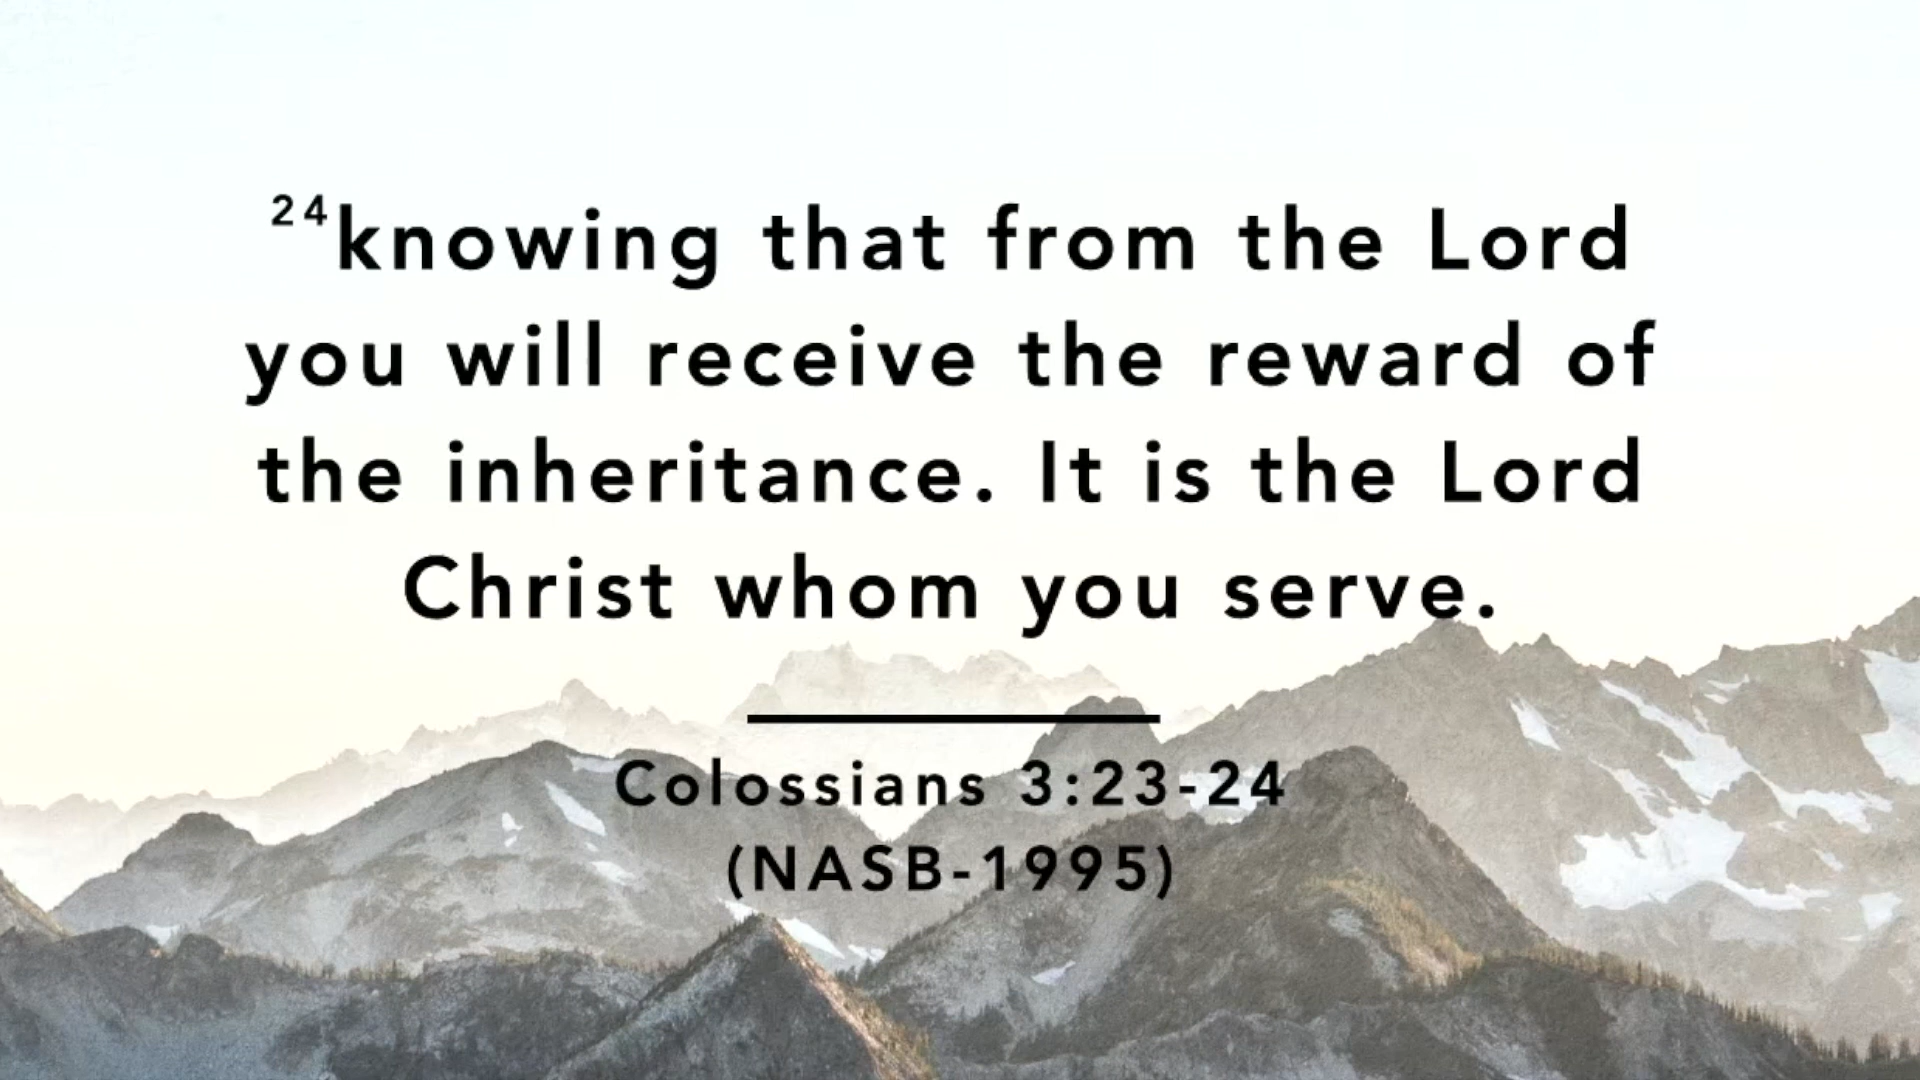 24knowing that from the Lord
you will receive the reward of
the inheritance. It is the Lord
Christ whom you serve.
Colossians 3:23-24
(NASB-1995)